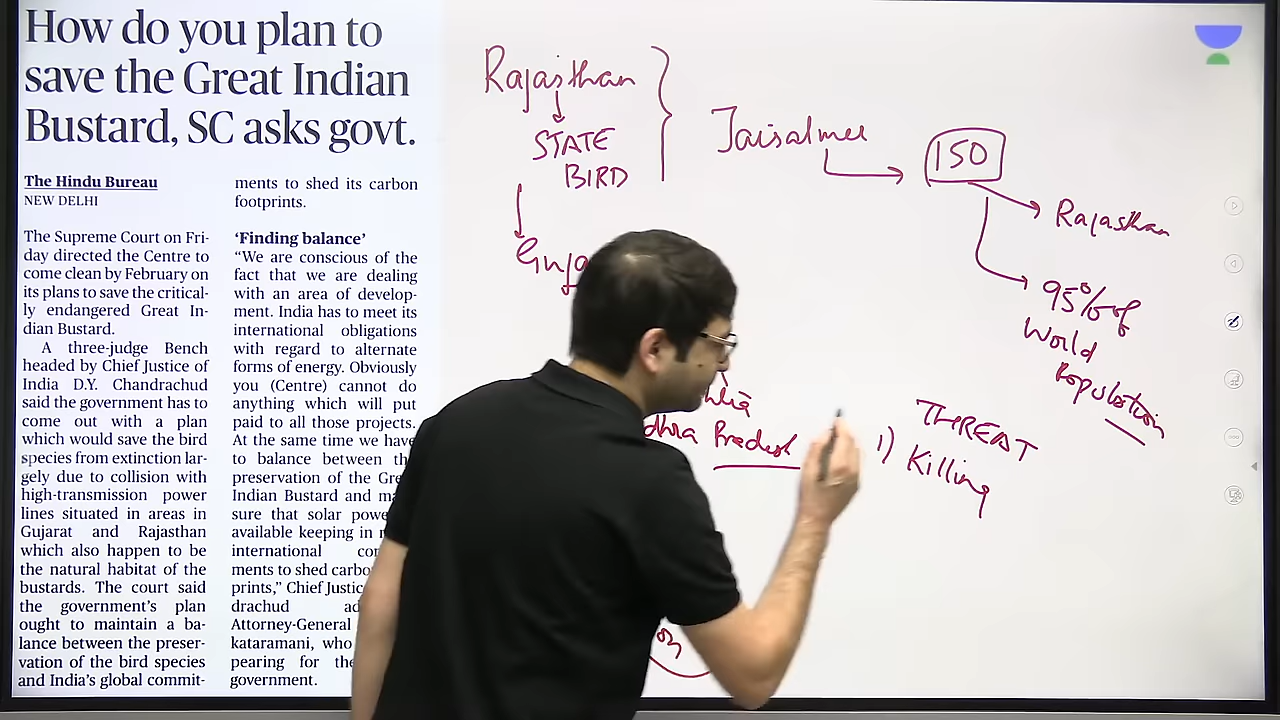 How do you plan to
save the Great Indian
Bustard, SC asks govt.
The Hindu Bureau
NEW DELHI
The Supreme Court on Fri-
day directed the Centre to
come clean by February on
its plans to save the critical-
ly endangered Great In-
dian Bustard.
A three-judge Bench
headed by Chief Justice of
India D.Y. Chandrachud
said the government has to
come out with a plan
which would save the bird
species from extinction lar-
gely due to collision with
high-transmission power
lines situated in areas in
Gujarat and Rajasthan
which also happen to be
the natural habitat of the
bustards. The court said
the government's plan
ought to maintain a ba-
lance between the preser-
vation of the bird species
and India's global commit-
ments to shed its carbon
footprints.
'Finding balance'
"We are conscious of the
fact that we are dealing
with an area of develop-
ment. India has to meet its
international obligations
with regard to alternate
forms of energy. Obviously
you (Centre) cannot do
anything which will put
paid to all those projects.
At the same time we have
to balance between th
preservation of the Gre
Indian Bustard and ma
sure that solar powe
available keeping in
international co
ments to shed carbo
prints," Chief Justic
drachud ad
Attorney-General
kataramani, who
pearing for the
government.
Rajasthan
STATE
BIRD
Guja
dhra Pradesh
Jaisalmer
150
Rajasthan
95% of
World
Population
THREAT
1) Killing